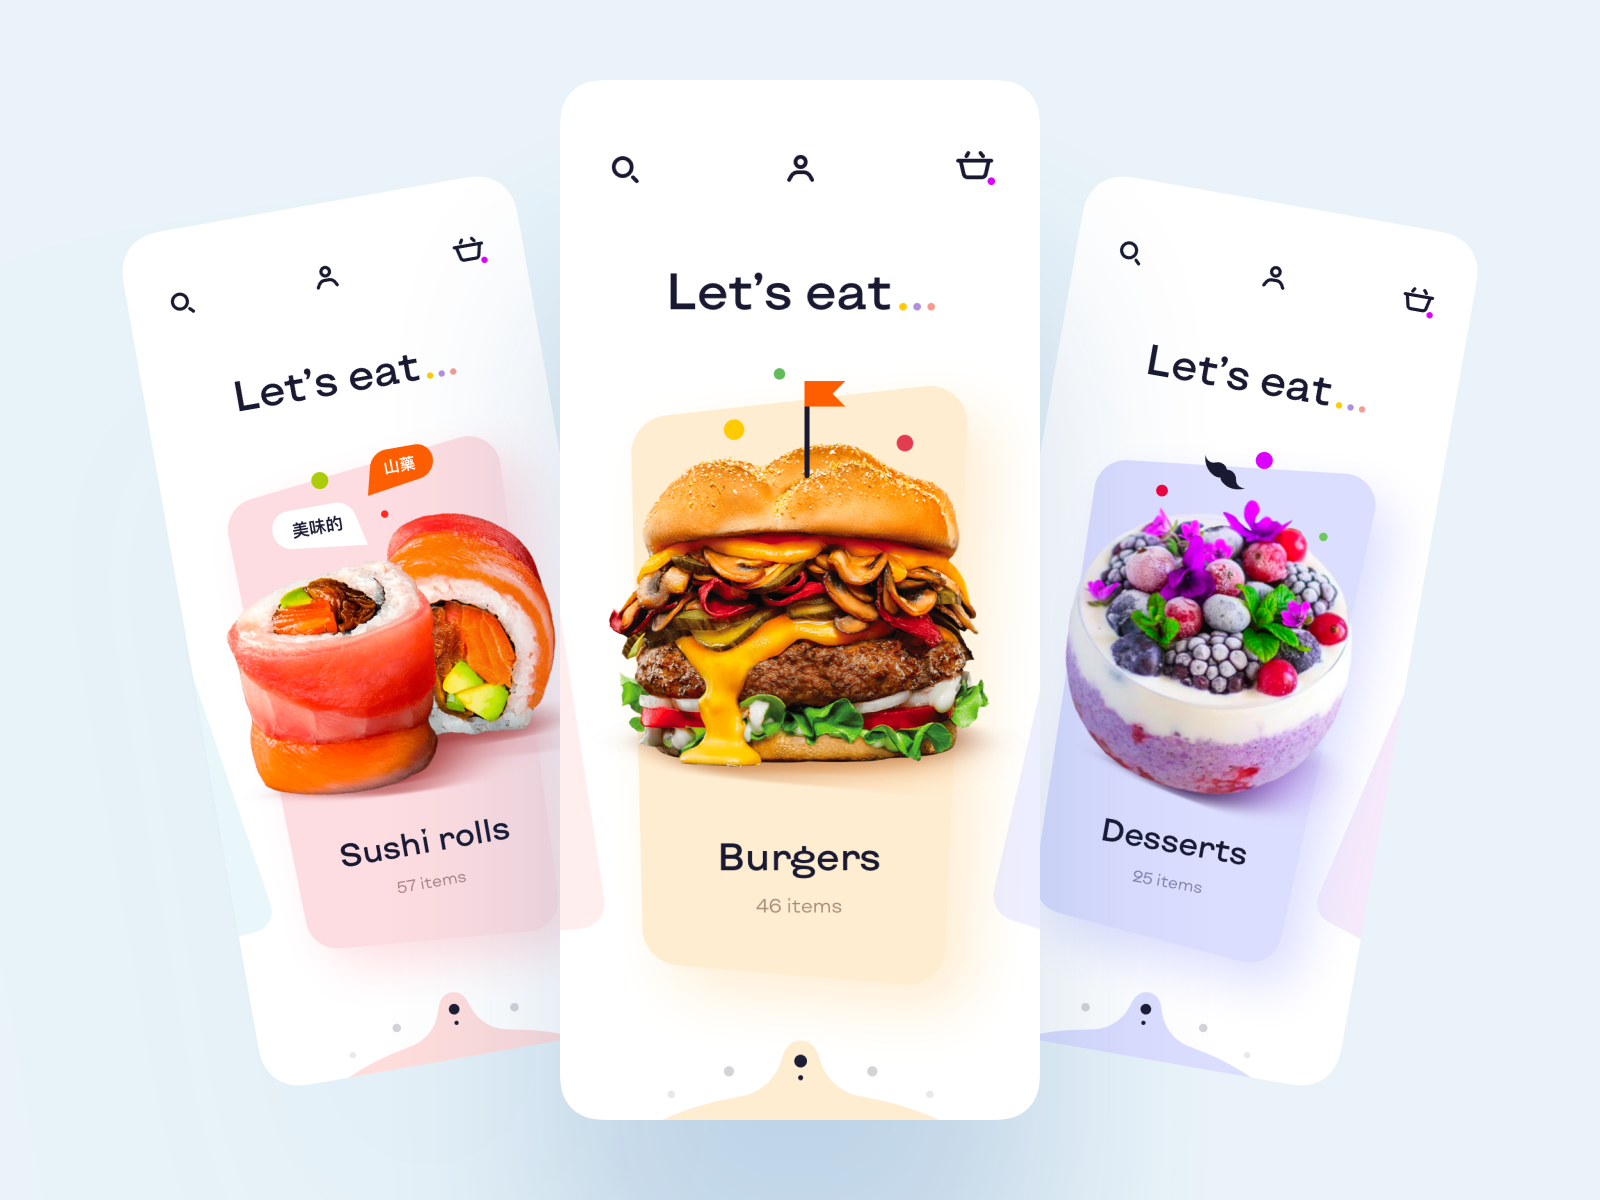 Let's eat...
山藥
美味的
Sushi rolls
57 items
Let's eat...
Burgers
46 items
Let's eat...
Desserts
25 items